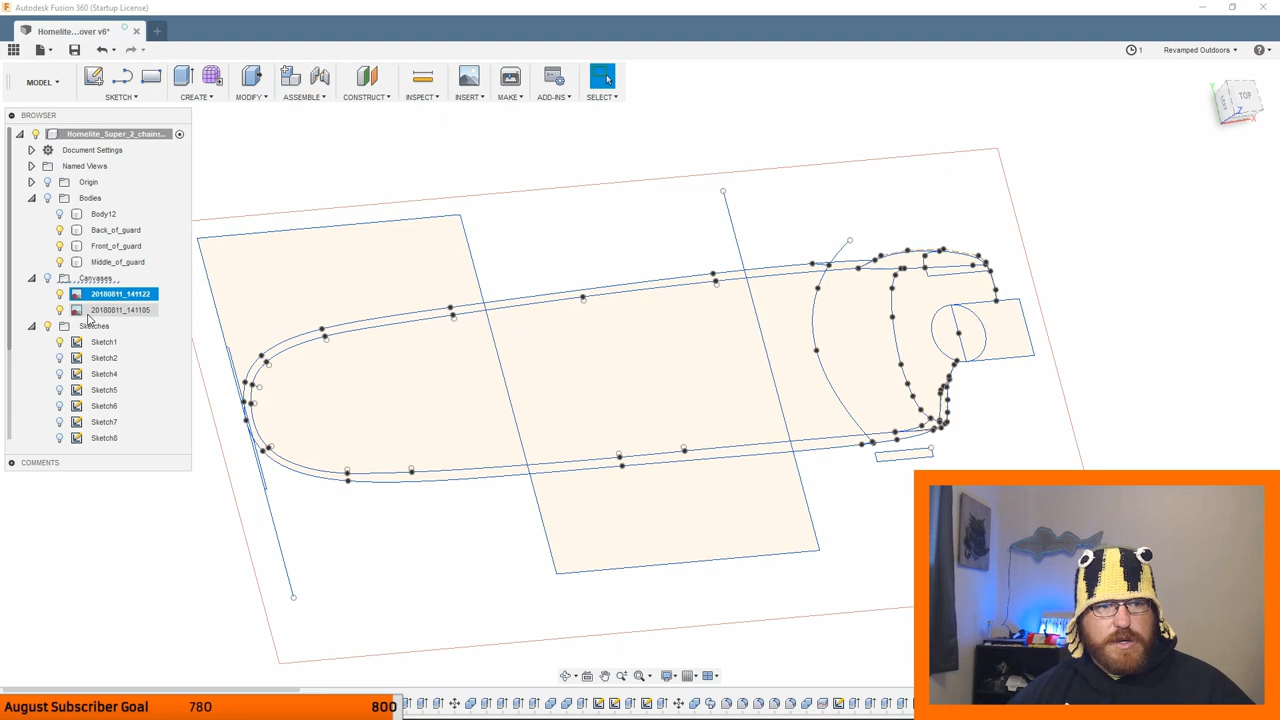 Autodesk Fusion 360 (Startup License)
Homelite...over v6*
1
Revamped Outdoors
MODEL
SKETCH
CREATE
MODIFY
ASSEMBLE
CONSTRUCT
INSPECT
INSERT
MAKE
ADD-INS
SELECT
BROWSER
Homelite_Super_2_chains...
Document Settings
Named Views
Origin
Bodies
Body12
Back_of_guard
Front_of_guard
Middle_of_guard
Canvases
20180811_141122
20180811_141105
Sketches
Sketch1
Sketch2
Sketch4
Sketch5
Sketch6
Sketch7
Sketch8
COMMENTS
Y
LEFT
TOP
Z
X
August Subscriber Goal 780 800